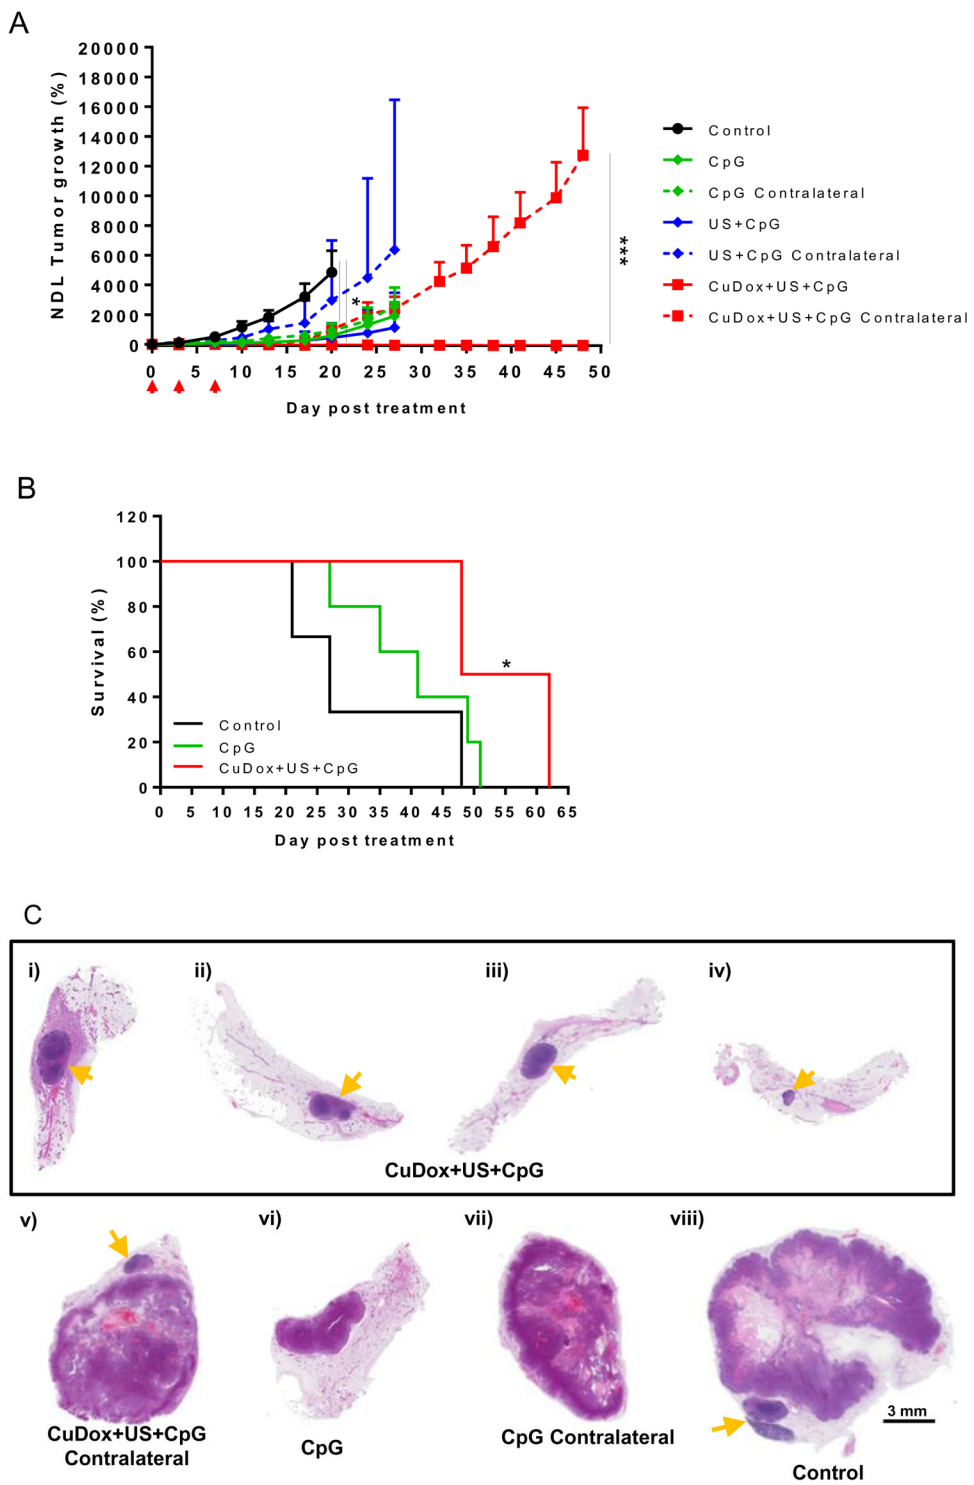 A
NDL Tumor growth (%)
20000
18000
16000
14000
12000
10000
8000
6000
4000
2000
0
0 5 10 15 20 25 30 35 40 45 50
Day post treatment
*
***
Control
CpG
CpG Contralateral
US+CpG
US+CpG Contralateral
CuDox+US+CpG
CuDox+US+CpG Contralateral
B
Survival (%)
120
100
80
60
40
20
0
*
Control
CpG
CuDox+US+CpG
0 5 10 15 20 25 30 35 40 45 50 55 60 65
Day post treatment
C
i) ii) iii) iv)
CuDox+US+CpG
v) vi) vii) viii)
3 mm
CuDox+US+CpG
Contralateral
CpG
CpG Contralateral
Control